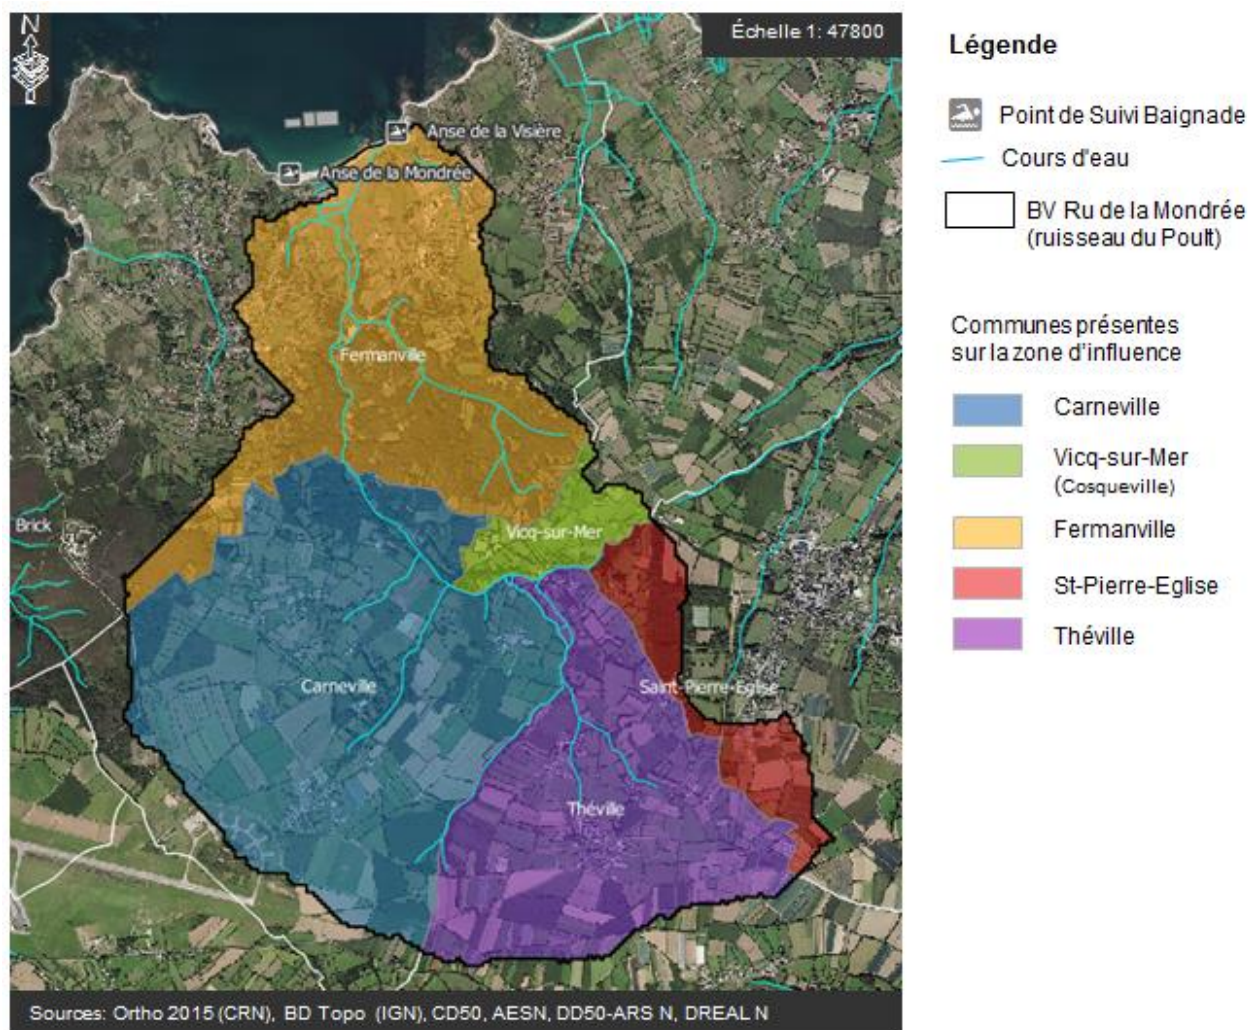 N
Échelle 1: 47800
Anse de la Visière
Anse de la Mondrée
Fermanville
Brick
Vicq-sur-Mer
Carneville
Saint-Pierre-Eglise
Théville
Sources: Ortho 2015 (CRN), BD Topo (IGN), CD50, AESN, DD50-ARS N, DREAL N
Légende
Point de Suivi Baignade
Cours d'eau
BV Ru de la Mondrée
(ruisseau du Poult)
Communes présentes
sur la zone d'influence
Carneville
Vicq-sur-Mer
(Cosqueville)
Fermanville
St-Pierre-Eglise
Théville